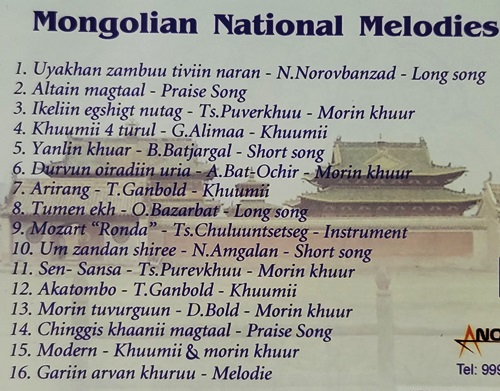 Mongolian National Melodies
1. Uyakhan zambuu tiviin naran - N.Norovbanzad - Long song
2. Altain magtaal - Praise Song
3. Ikeliin egshigt nutag - Ts.Puverkhuu - Morin khuur
4. Khuumii 4 turul - G.Alimaa - Khuumii
5. Yanlin khuar - B.Batjargal - Short song
6. Durvun oiradiin uria - A.Bat-Ochir - Morin khuur
7. Arirang - T.Ganbold - Khuumii
8. Tumen ekh - O.Bazarbat - Long song
9. Mozart "Ronda" - Ts.Chuluuntsetseg - Instrument
10. Um zandan shiree - N.Amgalan - Short song
11. Sen- Sansa - Ts.Purevkhuu - Morin khuur
12. Akatombo - T.Ganbold - Khuumii
13. Morin tuvurguun - D.Bold - Morin khuur
14. Chinggis khaanii magtaal - Praise Song
15. Modern - Khuumii & morin khuur
16. Gariin arvan khuruu - Melodie
Tel: 999